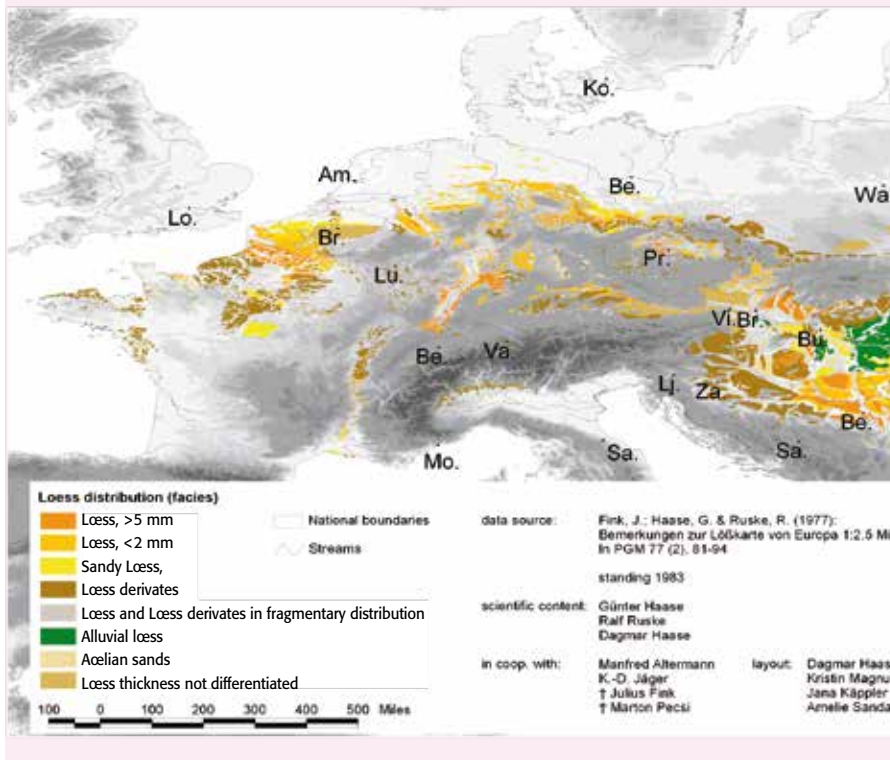 Ko.
Am.
Be.
Wa
Lo.
Br.
Pr.
Lu.
Vi.
Br.
Bu.
Be.
Va
Lj.
Za.
Be.
Mo.
Sa.
Sa.
Loess distribution (facies)
Lœss, >5 mm
Lœss, <2 mm
Sandy Lœss,
Lœss derivates
Lœss and Lœss derivates in fragmentary distribution
Alluvial lœss
Aœlian sands
Lœss thickness not differentiated
National boundaries
Streams
100 0 100 200 300 400 500 Miles
data source: Fink, J.; Haase, G. & Ruske, R. (1977):
Bemerkungen zur Lößkarte von Europa 1:2.5 Mi
In PGM 77 (2), 81-94
standing 1983
scientific content: Günter Haase
Ralf Ruske
Dagmar Haase
in coop. with: Manfred Altermann
K.-D. Jäger
† Julius Fink
† Marton Pecsi
layout: Dagmar Haas
Kristin Magnu
Jana Käppler
Amelie Sanda